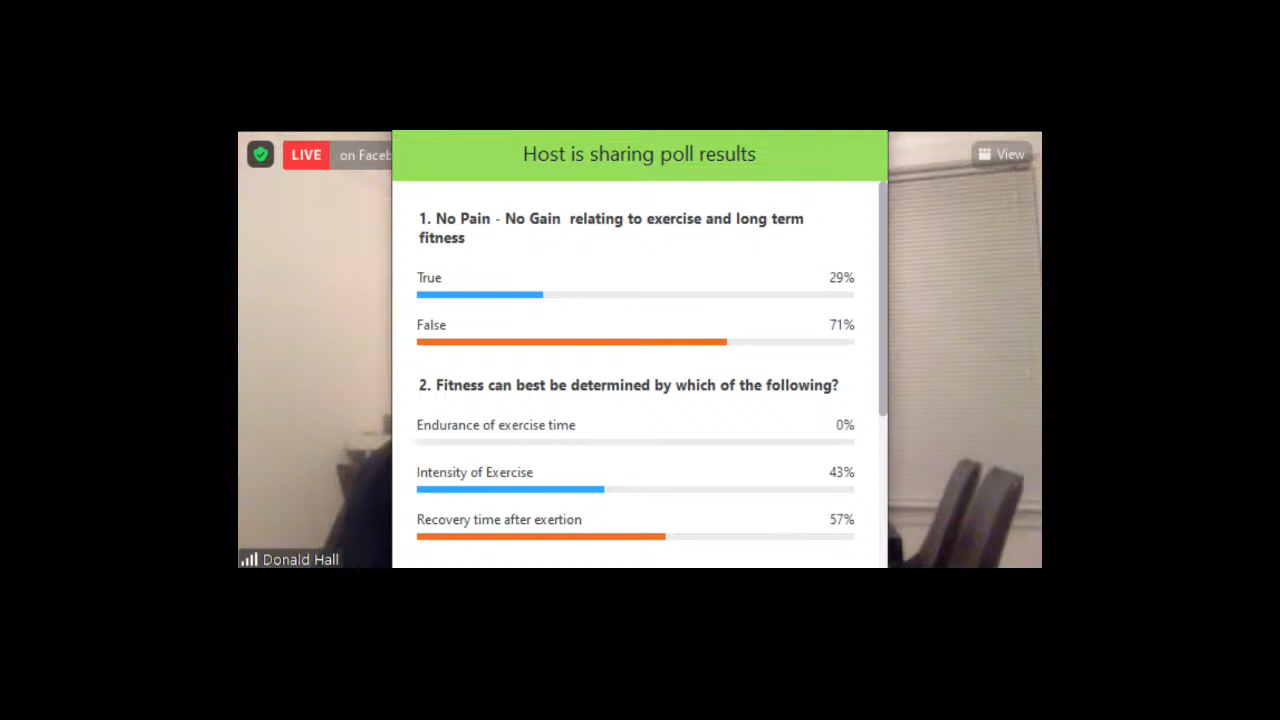 Host is sharing poll results
LIVE on Faceb
View
1. No Pain - No Gain relating to exercise and long term
fitness
True 29%
False 71%
2. Fitness can best be determined by which of the following?
Endurance of exercise time 0%
Intensity of Exercise 43%
Recovery time after exertion 57%
Donald Hall